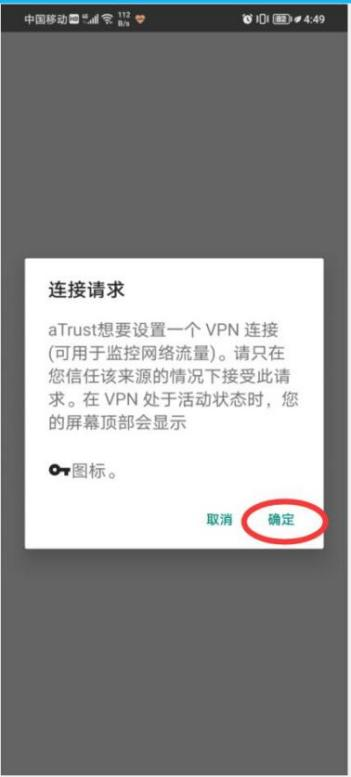 中国移动 112 B/s 82 4:49
连接请求
aTrust想要设置一个 VPN 连接
(可用于监控网络流量)。请只在
您信任该来源的情况下接受此请
求。在 VPN 处于活动状态时，您
的屏幕顶部会显示
图标。
取消 确定